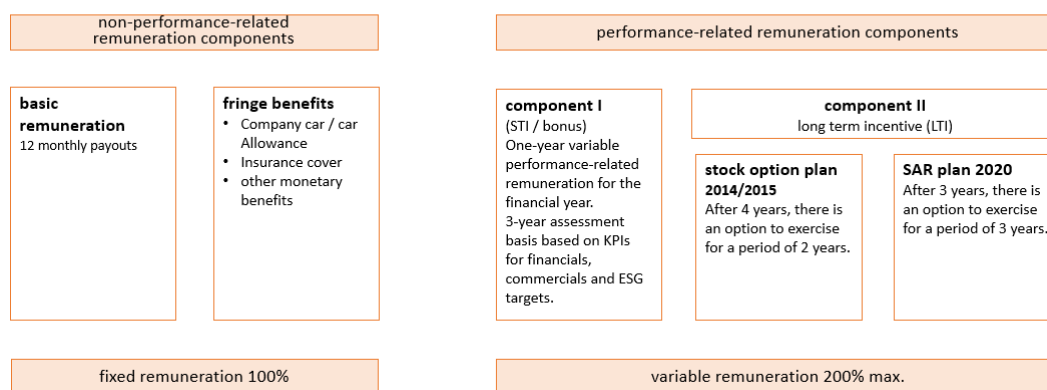 non-performance-related
remuneration components
performance-related remuneration components
basic
remuneration
12 monthly payouts
fringe benefits
• Company car / car
Allowance
• Insurance cover
• other monetary
benefits
component I
(STI / bonus)
One-year variable
performance-related
remuneration for the
financial year.
3-year assessment
basis based on KPIs
for financials,
commercials and ESG
targets.
component II
long term incentive (LTI)
stock option plan
2014/2015
After 4 years, there is
an option to exercise
for a period of 2 years.
SAR plan 2020
After 3 years, there is
an option to exercise
for a period of 3 years.
fixed remuneration 100%
variable remuneration 200% max.